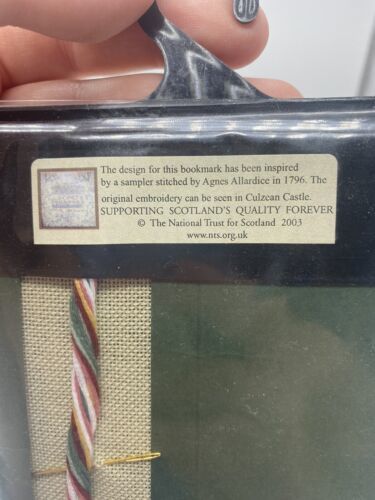 The design for this bookmark has been inspired
by a sampler stitched by Agnes Allardice in 1796. The
original embroidery can be seen in Culzean Castle.
SUPPORTING SCOTLAND'S QUALITY FOREVER
© The National Trust for Scotland 2003
www.nts.org.uk